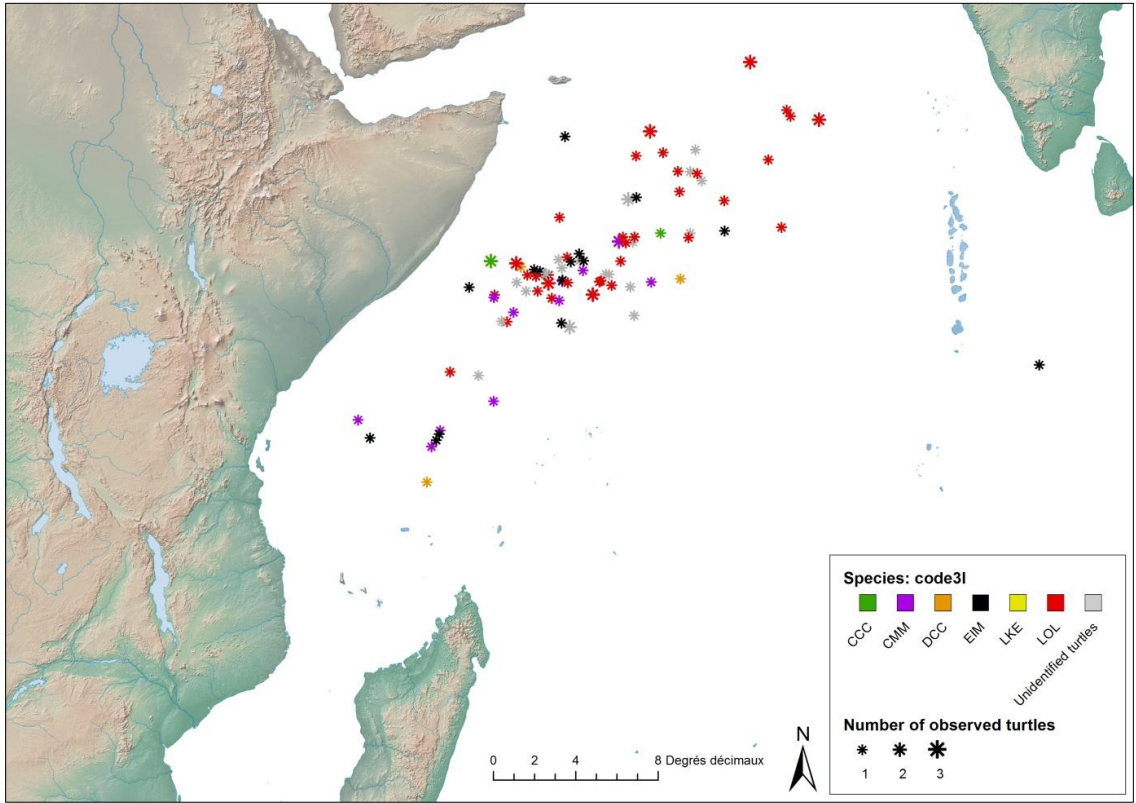 Species: code3l
CCC CMM DCC EIM LKE LOL Unidentified turtles
Number of observed turtles
1 2 3
N
0 2 4 8 Degrés décimaux